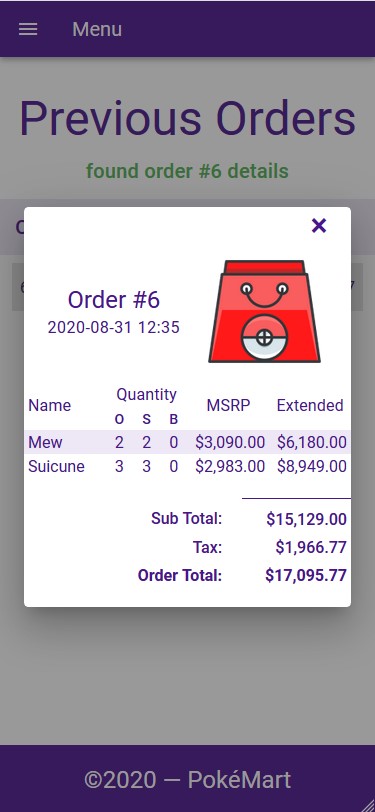 Menu
Previous Orders
found order #6 details
Order #6
2020-08-31 12:35
Name Quantity MSRP Extended
O S B
Mew 2 2 0 $3,090.00 $6,180.00
Suicune 3 3 0 $2,983.00 $8,949.00
Sub Total: $15,129.00
Tax: $1,966.77
Order Total: $17,095.77
©2020 — PokéMart